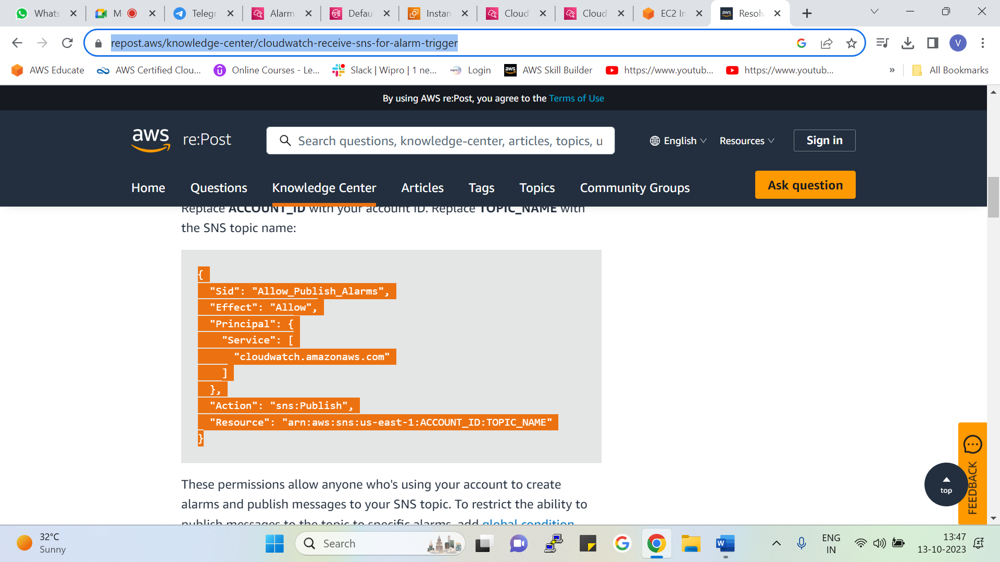 Whats
M
Telegr
Alarm
Defau
Instan
Cloud
Cloud
EC2 In
Resolv
repost.aws/knowledge-center/cloudwatch-receive-sns-for-alarm-trigger
V
AWS Educate
AWS Certified Clou...
Online Courses - Le...
Slack | Wipro | 1 ne...
Login
AWS Skill Builder
https://www.youtub...
https://www.youtub...
»
All Bookmarks
By using AWS re:Post, you agree to the Terms of Use
aws re:Post
Search questions, knowledge-center, articles, topics, u
English
Resources
Sign in
Home
Questions
Knowledge Center
Articles
Tags
Topics
Community Groups
Ask question
Replace ACCOUNT_ID with your account ID. Replace TOPIC_NAME with
the SNS topic name:
{
"Sid": "Allow_Publish_Alarms",
"Effect": "Allow",
"Principal": {
"Service": [
"cloudwatch.amazonaws.com"
]
},
"Action": "sns:Publish",
"Resource": "arn:aws:sns:us-east-1:ACCOUNT_ID:TOPIC_NAME"
}
These permissions allow anyone who's using your account to create
alarms and publish messages to your SNS topic. To restrict the ability to
publish messages to the topic to specific alarms, add global condition
top
FEEDBACK
32°C
Sunny
Search
ENG
IN
13:47
13-10-2023